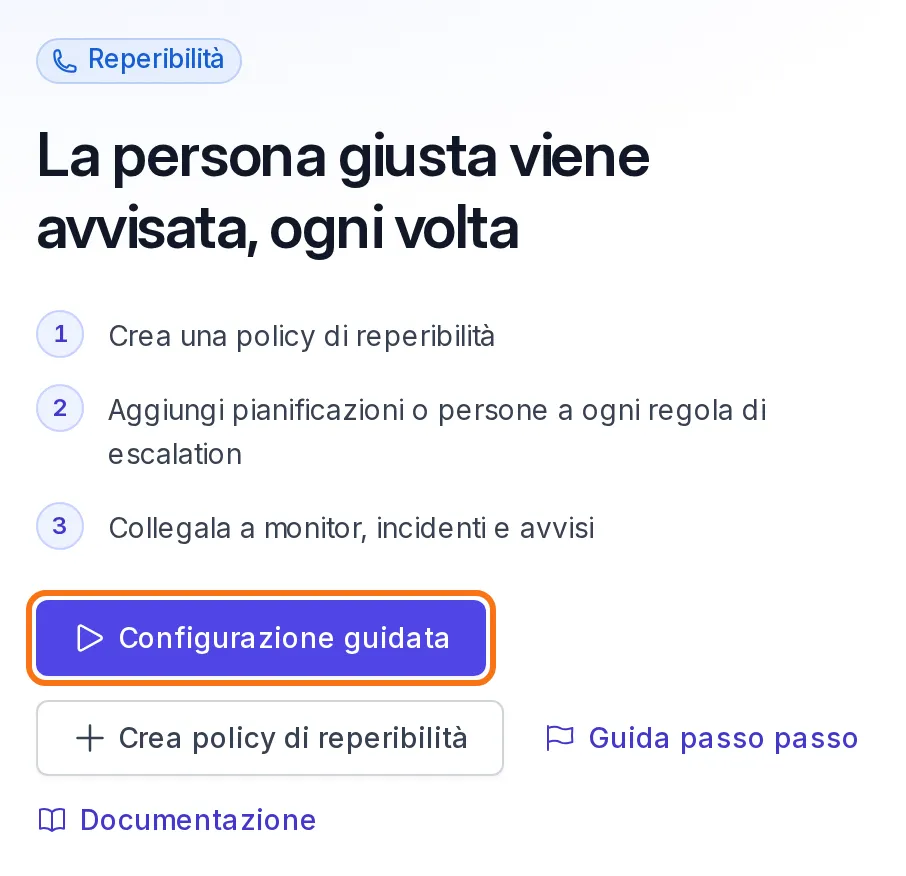 Reperibilità
La persona giusta viene
avvisata, ogni volta
1 Crea una policy di reperibilità
2 Aggiungi pianificazioni o persone a ogni regola di
escalation
3 Collegala a monitor, incidenti e avvisi
Configurazione guidata
Crea policy di reperibilità
Guida passo passo
Documentazione